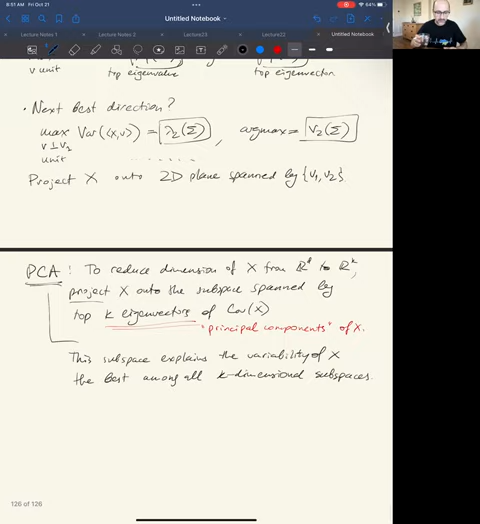 8:51 AM Fri Oct 21
64%
Untitled Notebook
Lecture Notes 1
Lecture Notes 2
Lecture23
Lecture22
Untitled Notebook
v unit
top eigenvalue
top eigenvector
• Next best direction?
max Var(⟨X,v⟩) = λ₂(Σ), argmax = V₂(Σ)
v ⊥ v₂
unit
Project X onto 2D plane spanned by {v₁, v₂}
PCA: To reduce dimension of X from ℝᵈ to ℝᵏ,
project X onto the subspace spanned by
top k eigenvectors of Cov(X)
"principal components" of X.
This subspace explains the variability of X
the best among all k-dimensional subspaces.
126 of 126